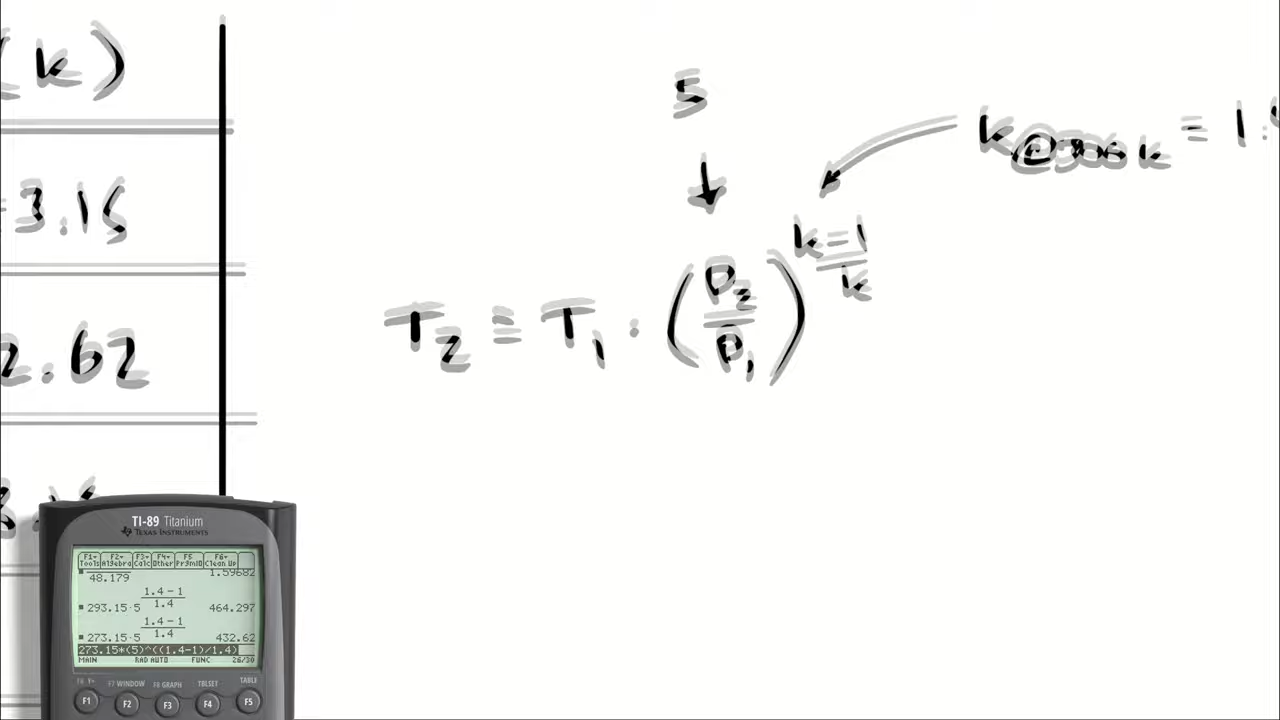 (k)
3.15
2.62
5
k@300 k = 1.
k-1
k
T2 = T1 · (P2/P1)
TI-89 Titanium
TEXAS INSTRUMENTS
F1 Tools F2 Algebra F3 Calc F4 Other F5 PrgmIO F6 Clean Up
48.179 1.59682
293.15·5^((1.4-1)/1.4) 464.297
273.15·5^((1.4-1)/1.4) 432.62
273.15*(5)^((1.4-1)/1.4)
MAIN RAD AUTO FUNC 26/30
F6 Y= F7 WINDOW F8 GRAPH TBLSET TABLE
F1 F2 F3 F4 F5